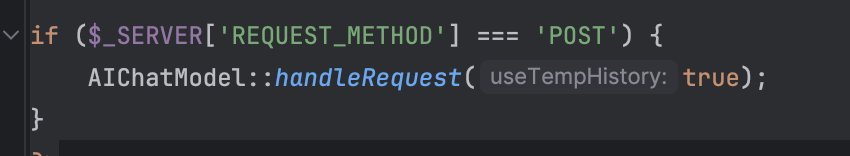 if ($_SERVER['REQUEST_METHOD'] === 'POST') {
AIChatModel::handleRequest( useTempHistory: true);
}